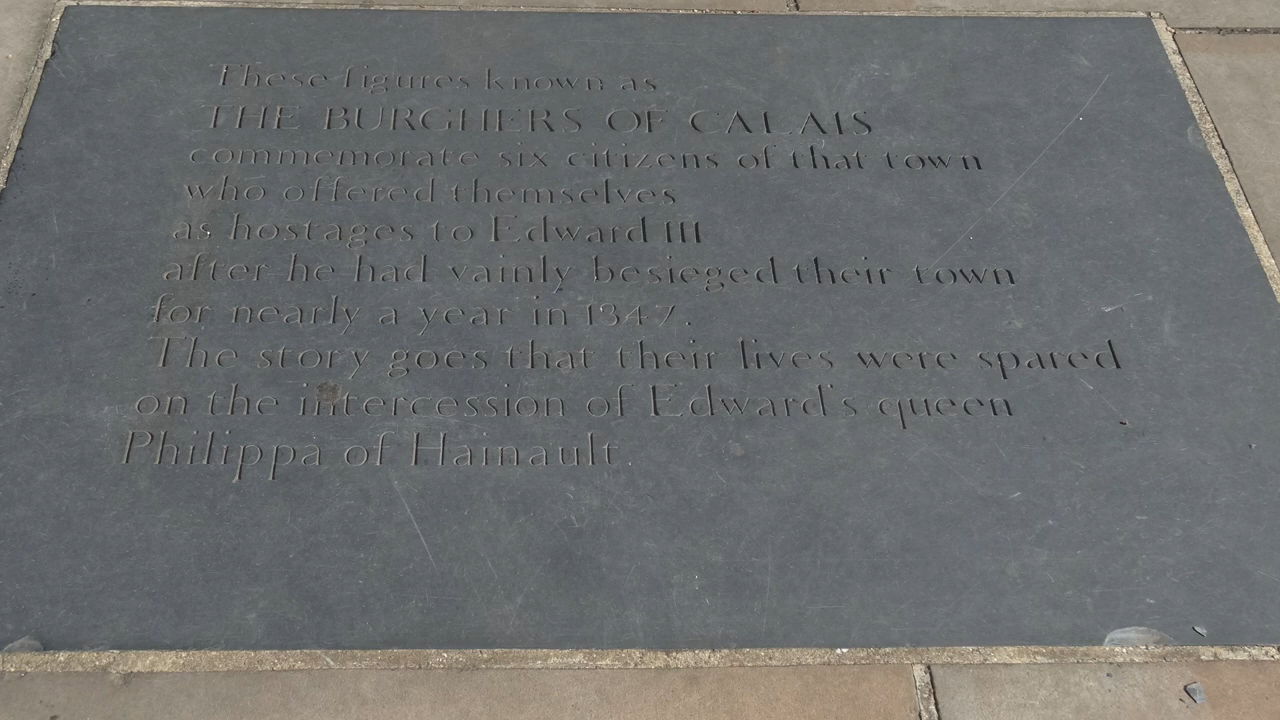 These figures known as
THE BURGHERS OF CALAIS
commemorate six citizens of that town
who offered themselves
as hostages to Edward III
after he had vainly besieged their town
for nearly a year in 1347.
The story goes that their lives were spared
on the intercession of Edward's queen
Philippa of Hainault.